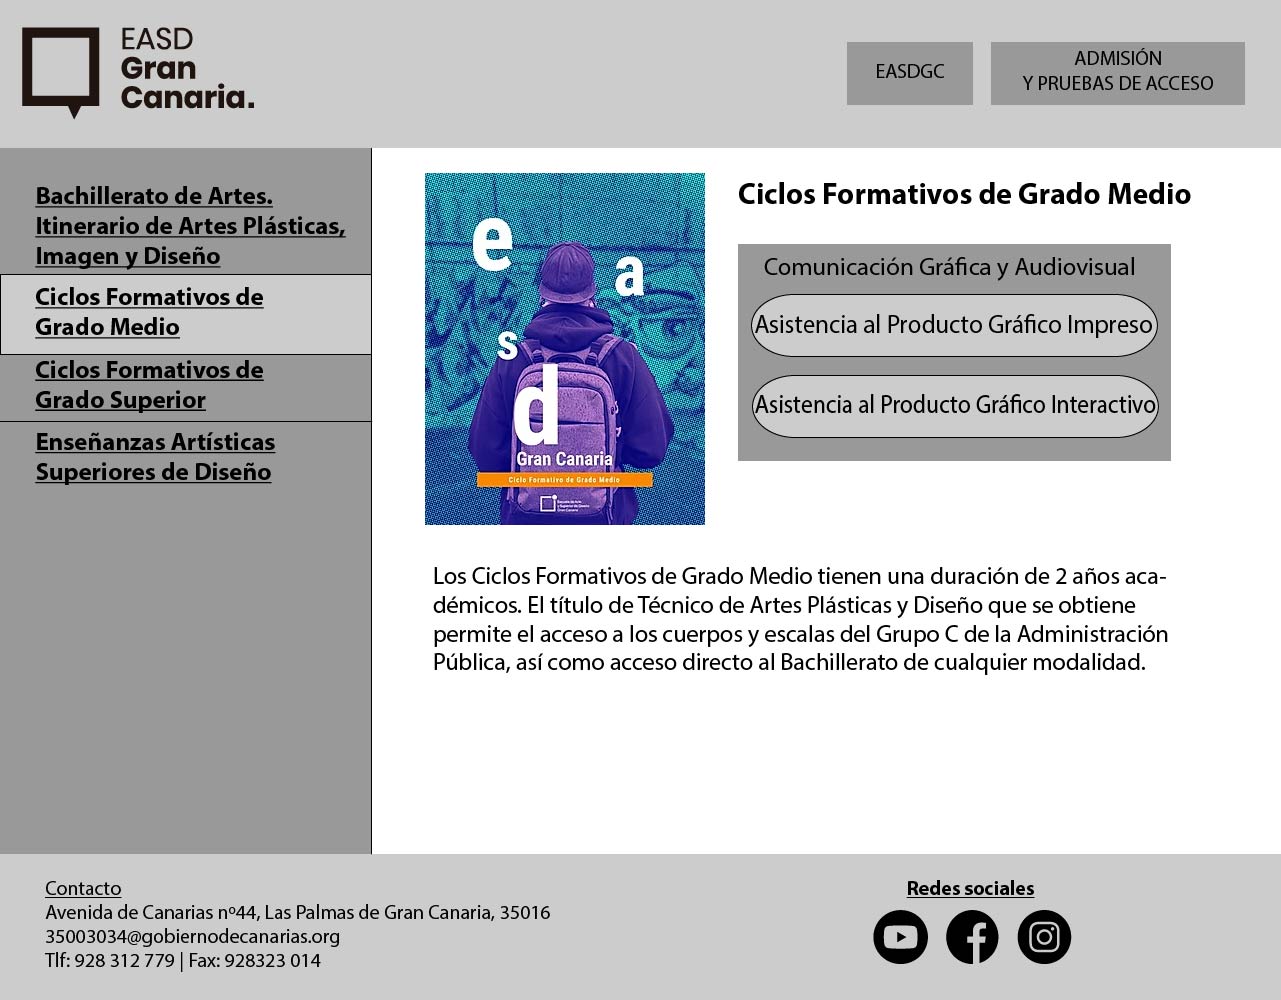 EASD
Gran
Canaria.
EASDGC
ADMISIÓN
Y PRUEBAS DE ACCESO
Bachillerato de Artes.
Itinerario de Artes Plásticas,
Imagen y Diseño
Ciclos Formativos de
Grado Medio
Ciclos Formativos de
Grado Superior
Enseñanzas Artísticas
Superiores de Diseño
e
a
s
d
Gran Canaria
Ciclo Formativo de Grado Medio
Escuela de Arte
y Superior de Diseño
Gran Canaria
Ciclos Formativos de Grado Medio
Comunicación Gráfica y Audiovisual
Asistencia al Producto Gráfico Impreso
Asistencia al Producto Gráfico Interactivo
Los Ciclos Formativos de Grado Medio tienen una duración de 2 años aca-
démicos. El título de Técnico de Artes Plásticas y Diseño que se obtiene
permite el acceso a los cuerpos y escalas del Grupo C de la Administración
Pública, así como acceso directo al Bachillerato de cualquier modalidad.
Contacto
Avenida de Canarias nº44, Las Palmas de Gran Canaria, 35016
35003034@gobiernodecanarias.org
Tlf: 928 312 779 | Fax: 928323 014
Redes sociales